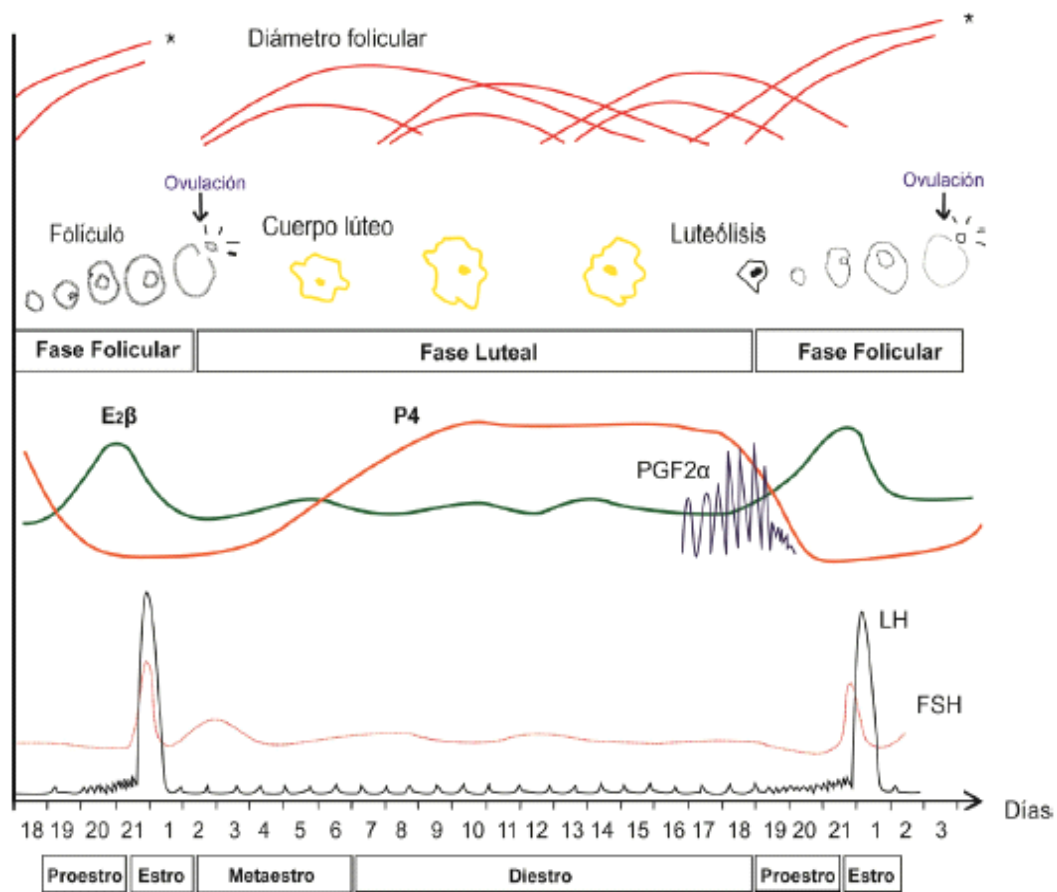 *
Diámetro folicular
*
Ovulación
Ovulación
Folículo
Cuerpo lúteo
Luteólisis
Fase Folicular
Fase Luteal
Fase Folicular
E2β
P4
PGF2α
LH
FSH
18 19 20 21 1 2 3 4 5 6 7 8 9 10 11 12 13 14 15 16 17 18 19 20 21 1 2 3
Días
Proestro
Estro
Metaestro
Diestro
Proestro
Estro